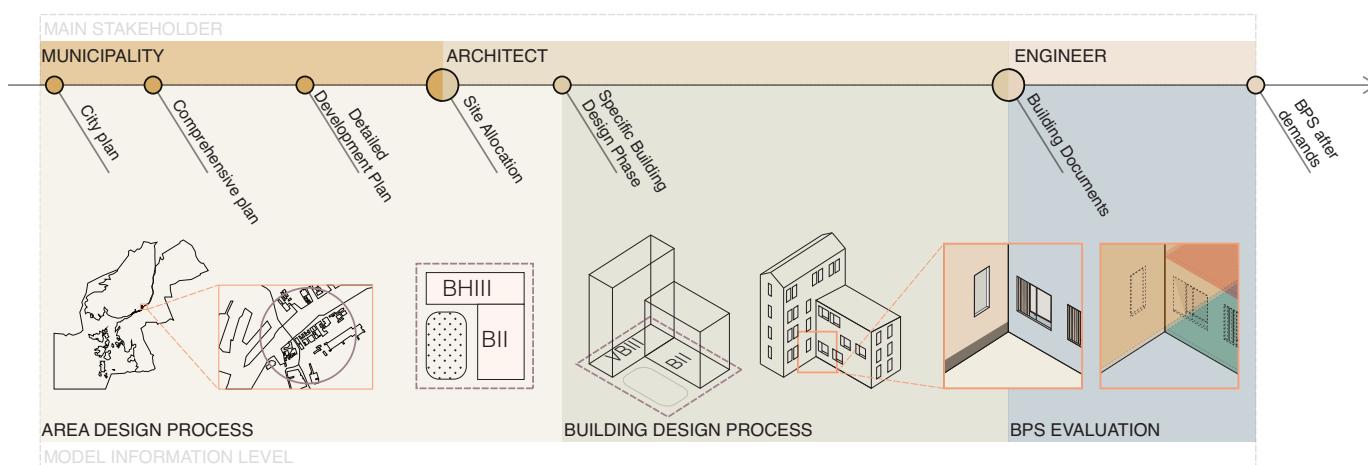 MAIN STAKEHOLDER
MUNICIPALITY
ARCHITECT
ENGINEER
City plan
Comprehensive plan
Detailed
Development Plan
Site Allocation
Specific Building
Design Phase
Building Documents
BPS after
demands
BHIII
BII
VBIII
BII
AREA DESIGN PROCESS
BUILDING DESIGN PROCESS
BPS EVALUATION
MODEL INFORMATION LEVEL